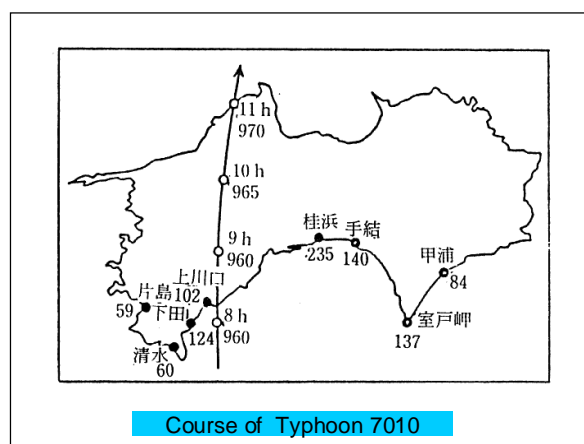 11 h
970
10 h
965
9 h
960
桂浜
235
手結
140
甲浦
84
上川口
102
片島
59
下田
124
8 h
960
室戸岬
137
清水
60
Course of Typhoon 7010